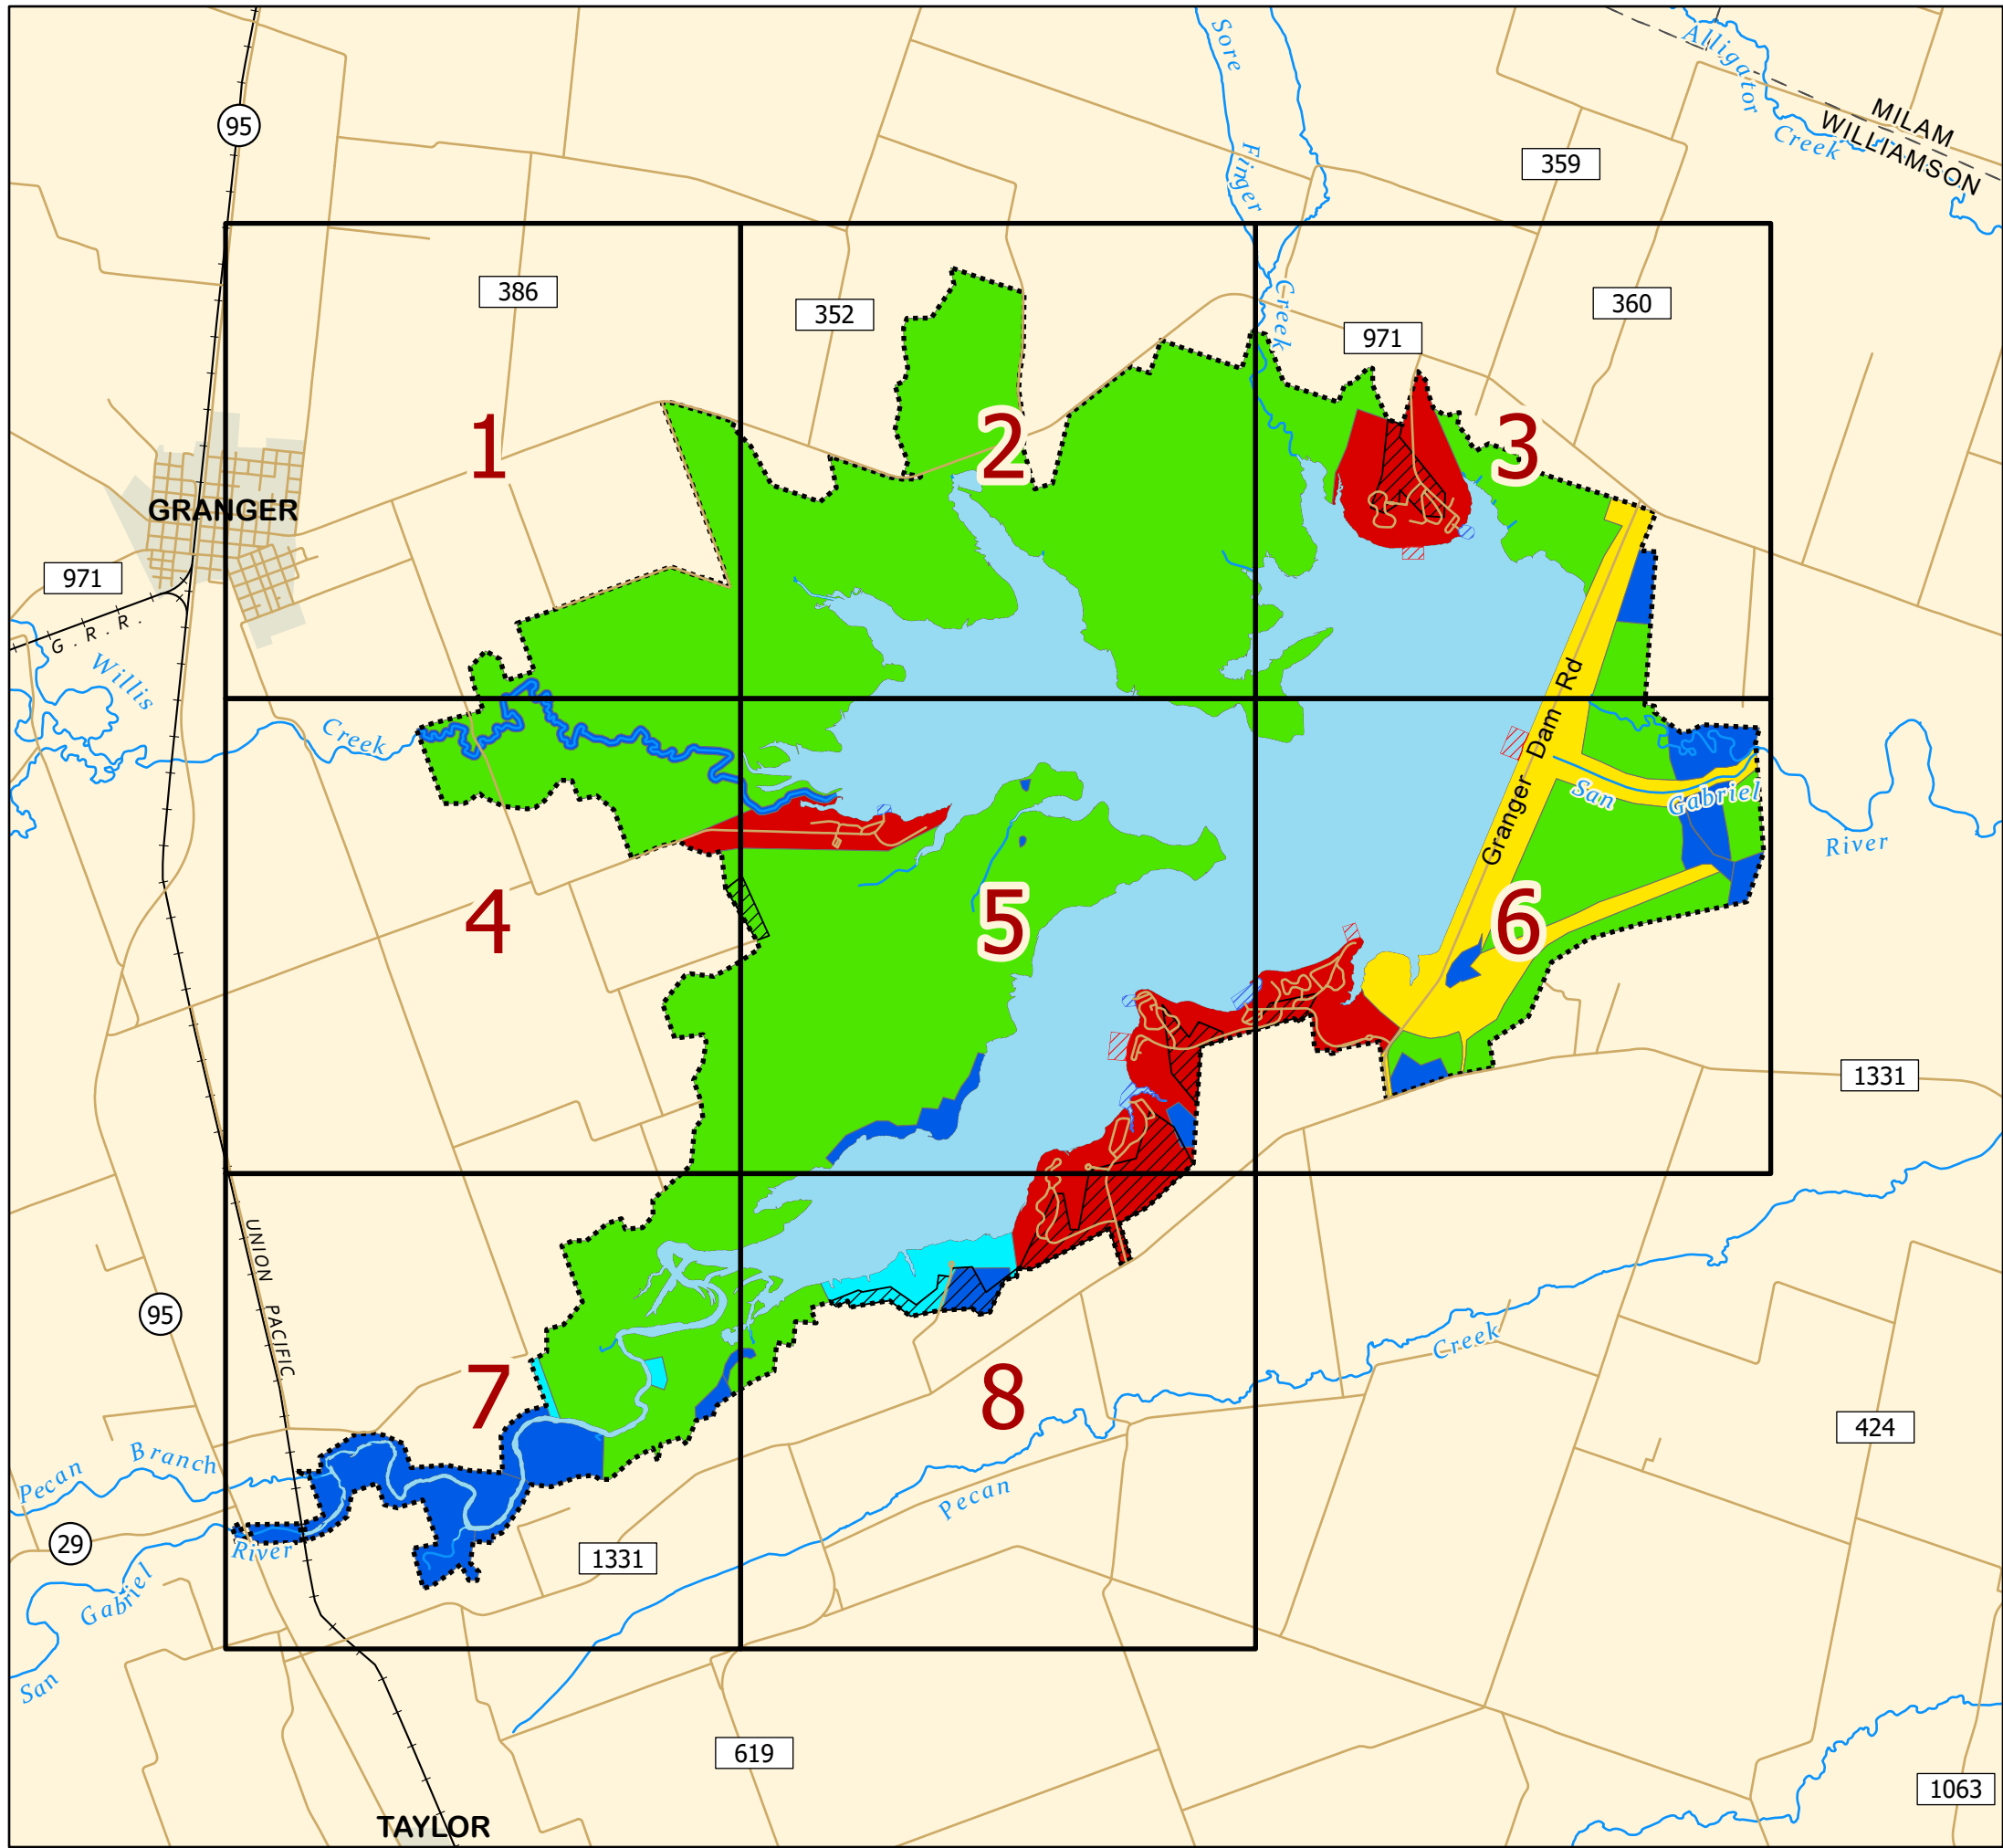 Sore
Finger
Creek
Alligator
Creek
MILAM
WILLIAMSON
95
359
386
352
971
360
1
2
3
GRANGER
971
G.R.R.
Willis
Creek
Granger Dam Rd
San Gabriel
River
4
5
6
1331
UNION PACIFIC
95
7
8
Creek
424
Pecan Branch
Pecan
29
River
Gabriel
San
1331
619
1063
TAYLOR